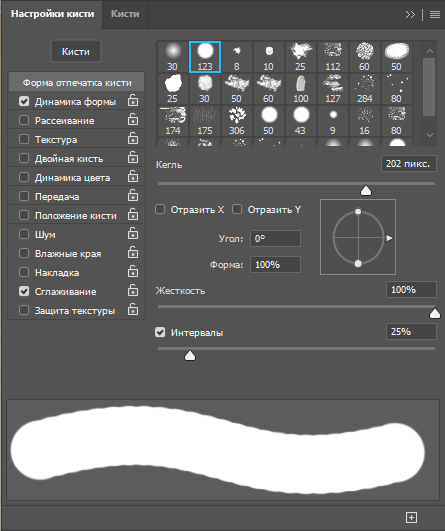 Настройки кисти Кисти
Кисти
30 123 8 10 25 112 60 50
Форма отпечатка кисти
25 30 50 60 100 127 284 80
Динамика формы
Рассеивание
174 175 306 50 43 9 16 80
Текстура
Двойная кисть
Кегль 202 пикс.
Динамика цвета
Передача
Положение кисти
Отразить X Отразить Y
Шум
Угол: 0°
Влажные края
Форма: 100%
Накладка
Сглаживание
Жесткость 100%
Защита текстуры
Интервалы 25%